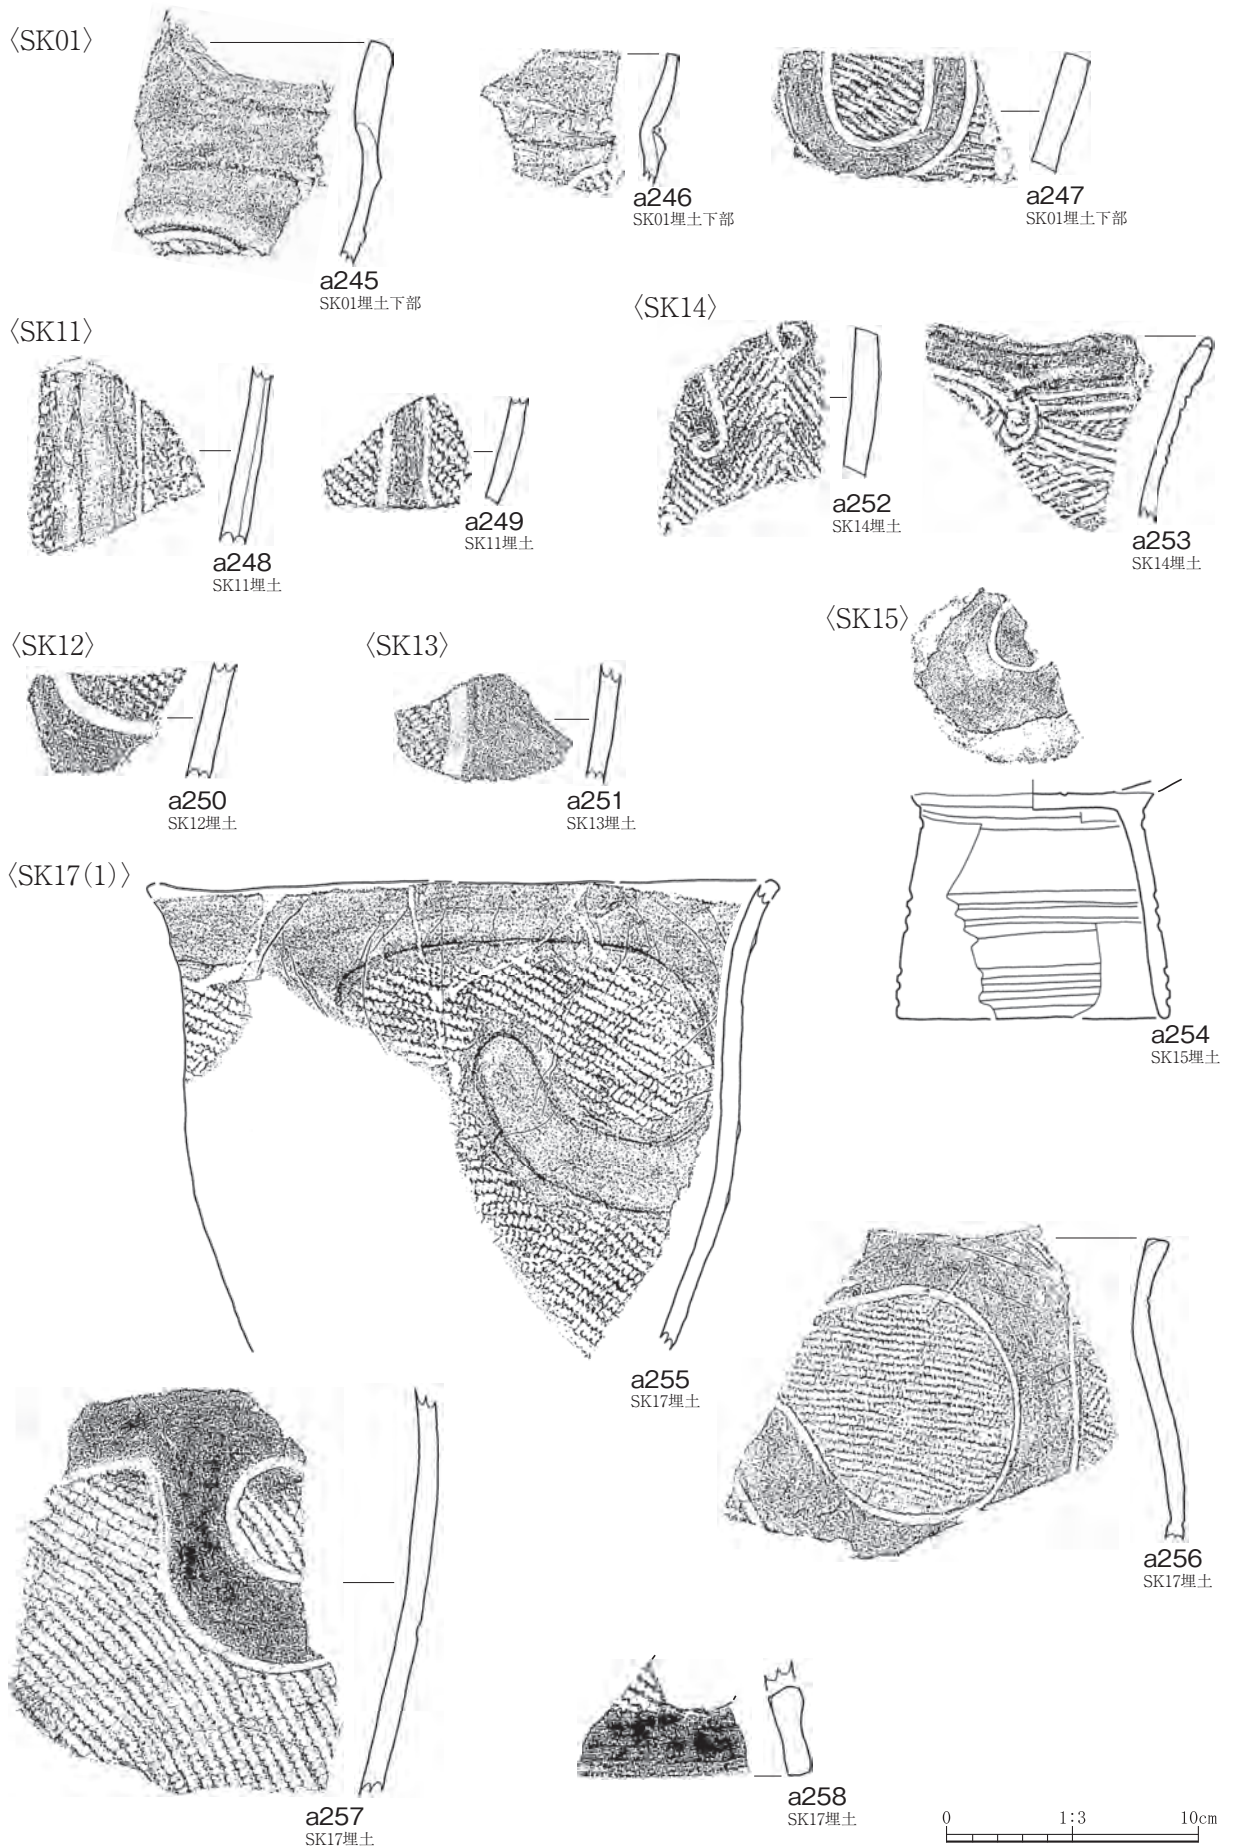 〈SK01〉
a245
SK01埋土下部
a246
SK01埋土下部
a247
SK01埋土下部
〈SK11〉
a248
SK11埋土
a249
SK11埋土
〈SK14〉
a252
SK14埋土
a253
SK14埋土
〈SK12〉
a250
SK12埋土
〈SK13〉
a251
SK13埋土
〈SK15〉
a254
SK15埋土
〈SK17(1)〉
a255
SK17埋土
a256
SK17埋土
a257
SK17埋土
a258
SK17埋土
0 1:3 10cm